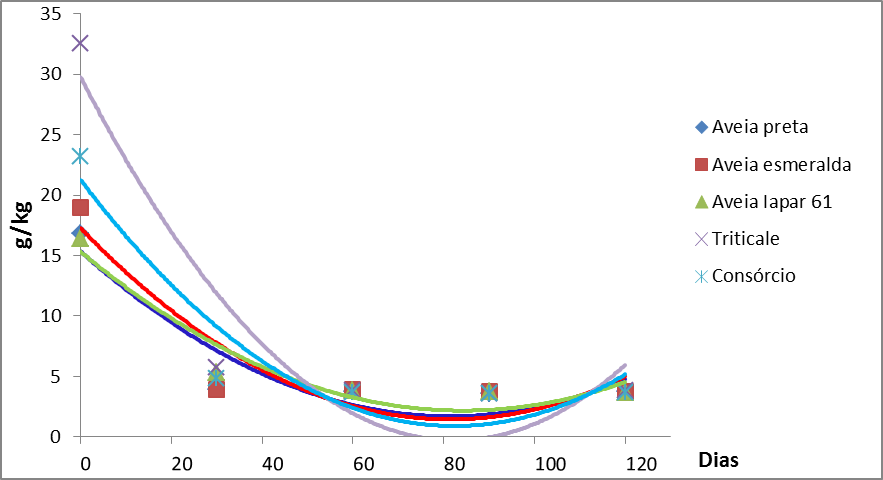 35
30
25
20
15
10
5
0
g/kg
0 20 40 60 80 100 120
Dias
Aveia preta
Aveia esmeralda
Aveia Iapar 61
Triticale
Consórcio